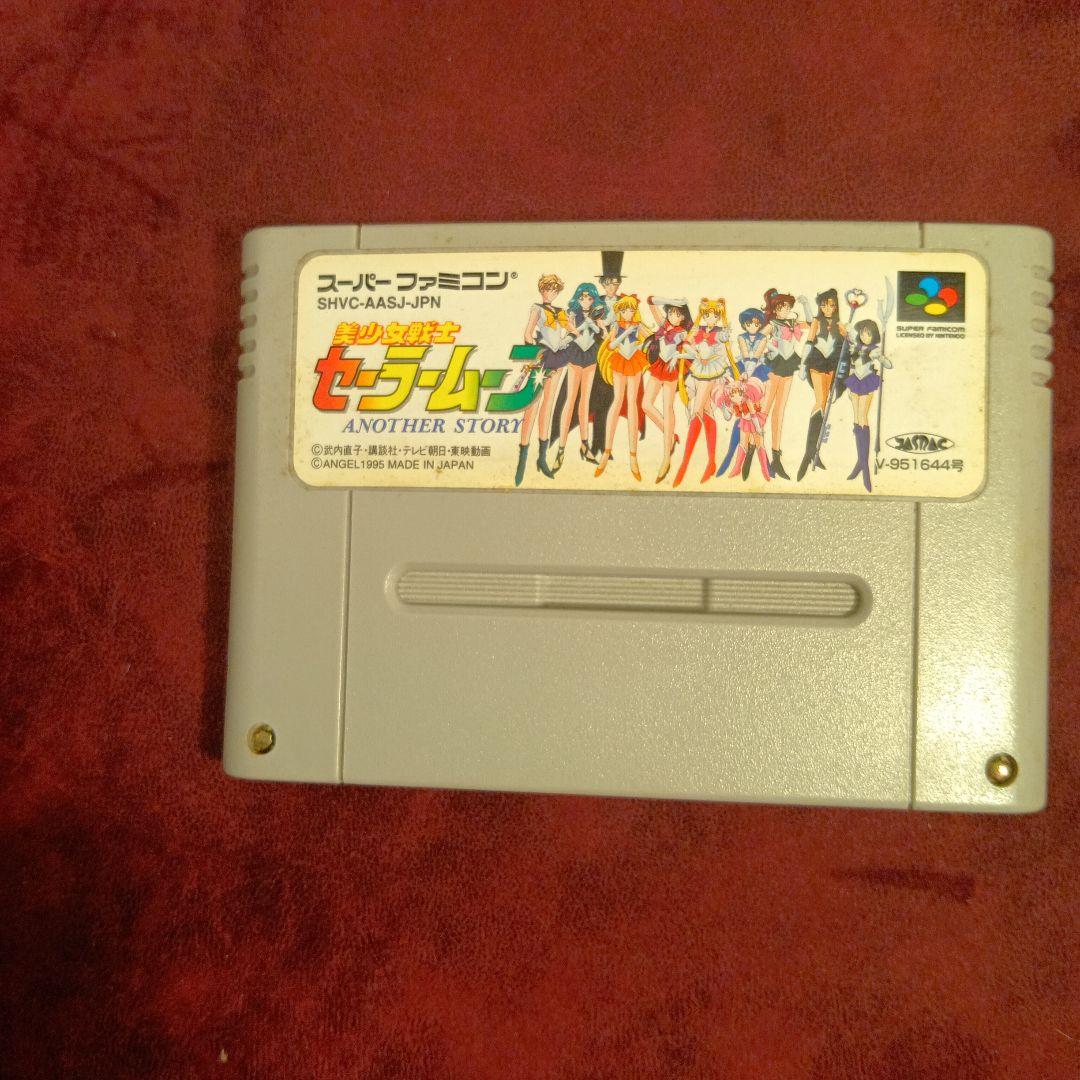 スーパーファミコン®
SHVC-AASJ-JPN
美少女戦士
セーラームーン
ANOTHER STORY
©武内直子・講談社・テレビ朝日・東映動画
©ANGEL1995 MADE IN JAPAN
SUPER FAMICOM
LICENSED BY NINTENDO
JASRAC
V-951644号